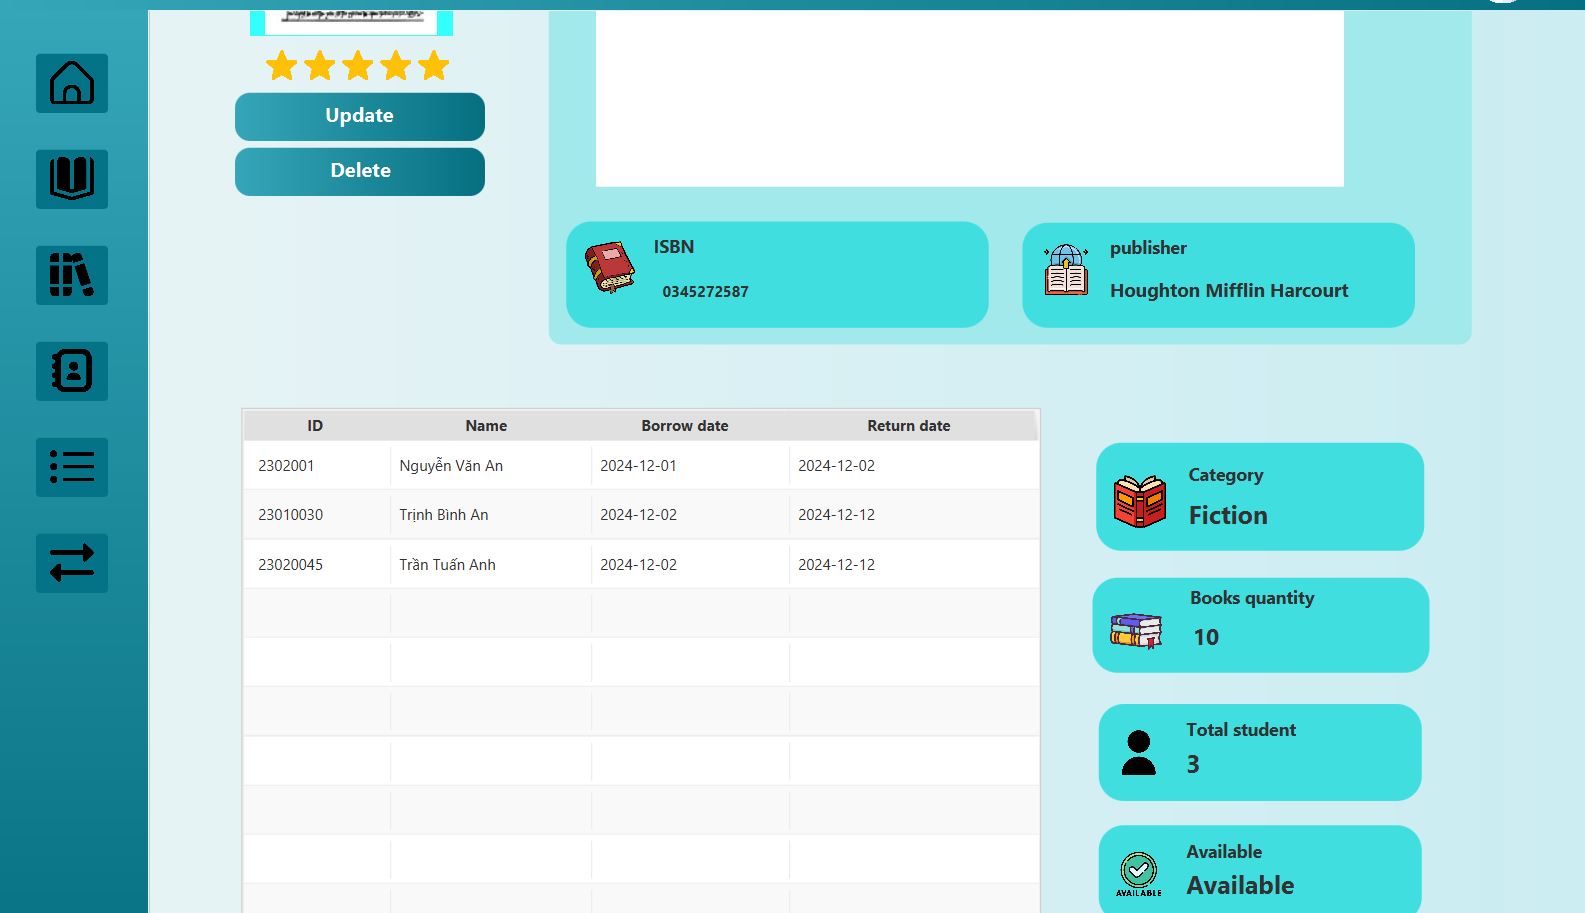 Update
Delete
ISBN
0345272587
publisher
Houghton Mifflin Harcourt
ID Name Borrow date Return date
2302001 Nguyễn Văn An 2024-12-01 2024-12-02
23010030 Trịnh Bình An 2024-12-02 2024-12-12
23020045 Trần Tuấn Anh 2024-12-02 2024-12-12
Category
Fiction
Books quantity
10
Total student
3
Available
Available
AVAILABLE